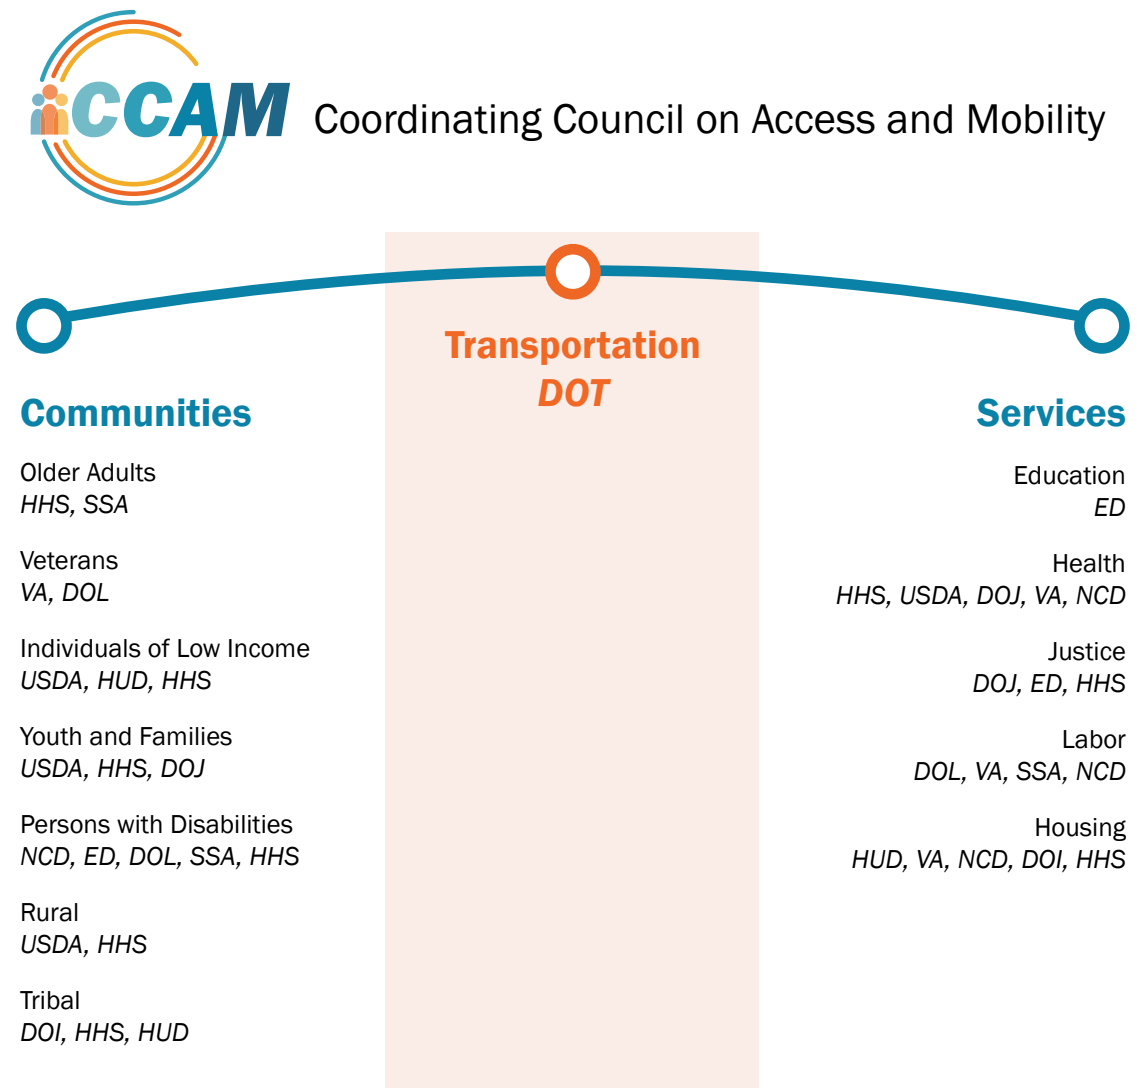 CCAM
Coordinating Council on Access and Mobility
Transportation
DOT
Communities
Older Adults
HHS, SSA
Veterans
VA, DOL
Individuals of Low Income
USDA, HUD, HHS
Youth and Families
USDA, HHS, DOJ
Persons with Disabilities
NCD, ED, DOL, SSA, HHS
Rural
USDA, HHS
Tribal
DOI, HHS, HUD
Services
Education
ED
Health
HHS, USDA, DOJ, VA, NCD
Justice
DOJ, ED, HHS
Labor
DOL, VA, SSA, NCD
Housing
HUD, VA, NCD, DOI, HHS